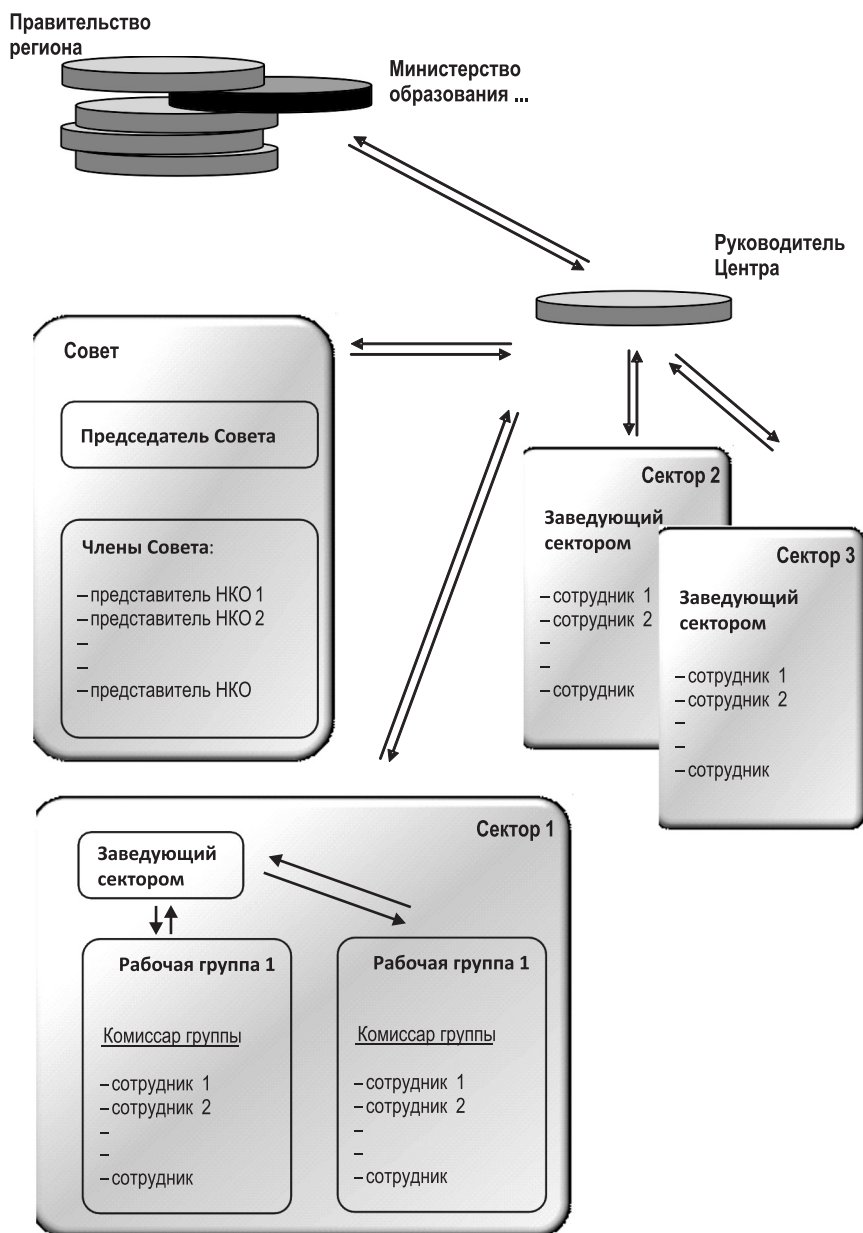 Правительство
региона
Министерство
образования ...
Руководитель
Центра
Совет
Председатель Совета
Члены Совета:
–представитель НКО 1
–представитель НКО 2
–
–
–представитель НКО
Сектор 2
Заведующий
сектором
–сотрудник 1
–сотрудник 2
–
–
–сотрудник
Сектор 3
Заведующий
сектором
–сотрудник 1
–сотрудник 2
–
–
–сотрудник
Сектор 1
Заведующий
сектором
Рабочая группа 1
Комиссар группы
–сотрудник 1
–сотрудник 2
–
–
–сотрудник
Рабочая группа 1
Комиссар группы
–сотрудник 1
–сотрудник 2
–
–
–сотрудник